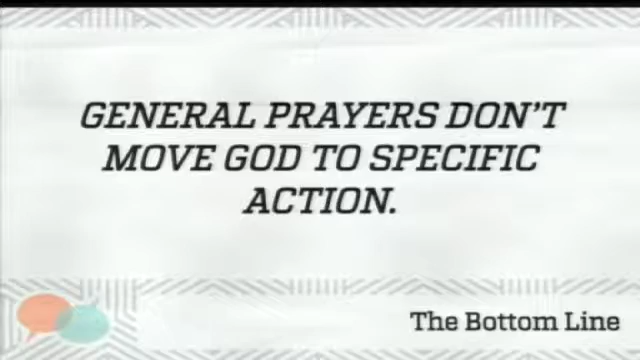 GENERAL PRAYERS DON'T
MOVE GOD TO SPECIFIC
ACTION.
The Bottom Line